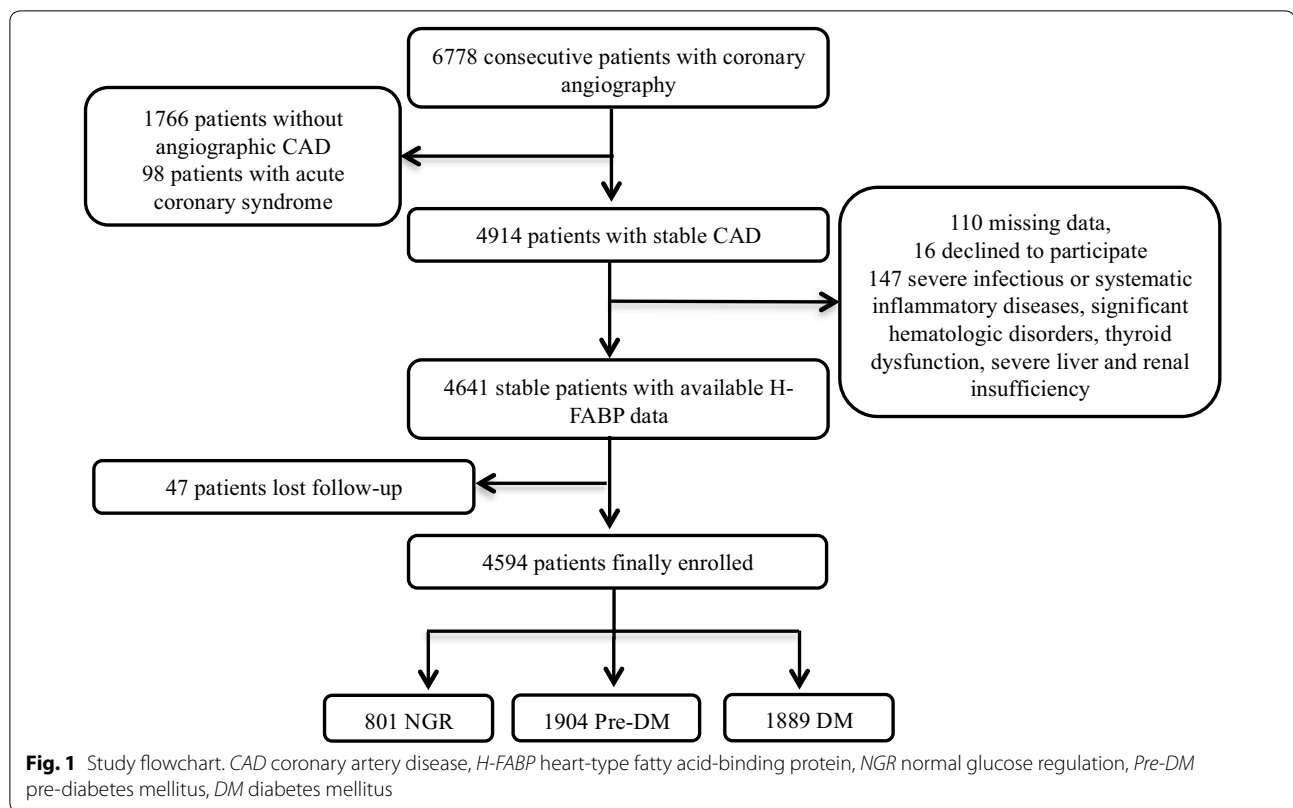 6778 consecutive patients with coronary
angiography
1766 patients without
angiographic CAD
98 patients with acute
coronary syndrome
4914 patients with stable CAD
110 missing data,
16 declined to participate
147 severe infectious or systematic
inflammatory diseases, significant
hematologic disorders, thyroid
dysfunction, severe liver and renal
insufficiency
4641 stable patients with available H-
FABP data
47 patients lost follow-up
4594 patients finally enrolled
801 NGR
1904 Pre-DM
1889 DM
Fig. 1 Study flowchart. CAD coronary artery disease, H-FABP heart-type fatty acid-binding protein, NGR normal glucose regulation, Pre-DM
pre-diabetes mellitus, DM diabetes mellitus